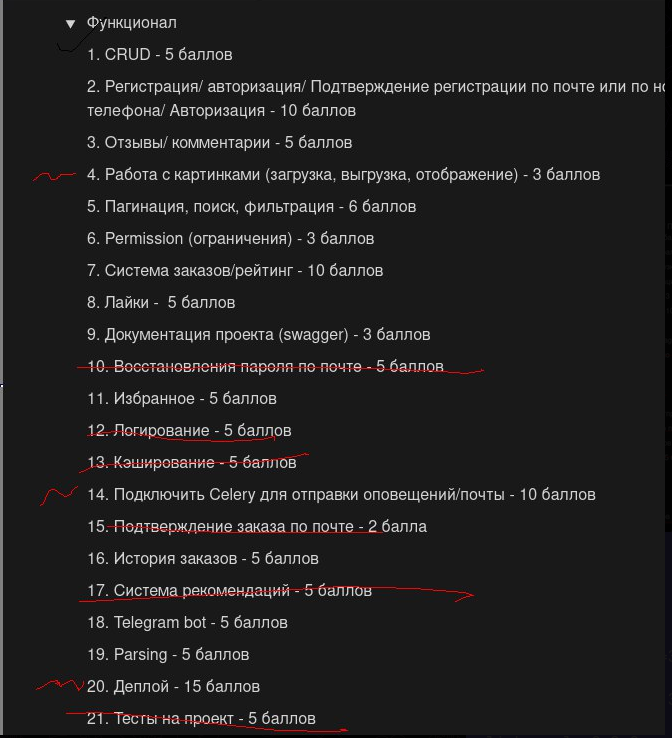 Функционал
1. CRUD - 5 баллов
2. Регистрация/ авторизация/ Подтверждение регистрации по почте или по
телефона/ Авторизация - 10 баллов
3. Отзывы/ комментарии - 5 баллов
4. Работа с картинками (загрузка, выгрузка, отображение) - 3 баллов
5. Пагинация, поиск, фильтрация - 6 баллов
6. Permission (ограничения) - 3 баллов
7. Система заказов/рейтинг - 10 баллов
8. Лайки - 5 баллов
9. Документация проекта (swagger) - 3 баллов
10. Восстановления пароля по почте - 5 баллов
11. Избранное - 5 баллов
12. Логирование - 5 баллов
13. Кэширование - 5 баллов
14. Подключить Celery для отправки оповещений/почты - 10 баллов
15. Подтверждение заказа по почте - 2 балла
16. История заказов - 5 баллов
17. Система рекомендаций - 5 баллов
18. Telegram bot - 5 баллов
19. Parsing - 5 баллов
20. Деплой - 15 баллов
21. Тесты на проект - 5 баллов